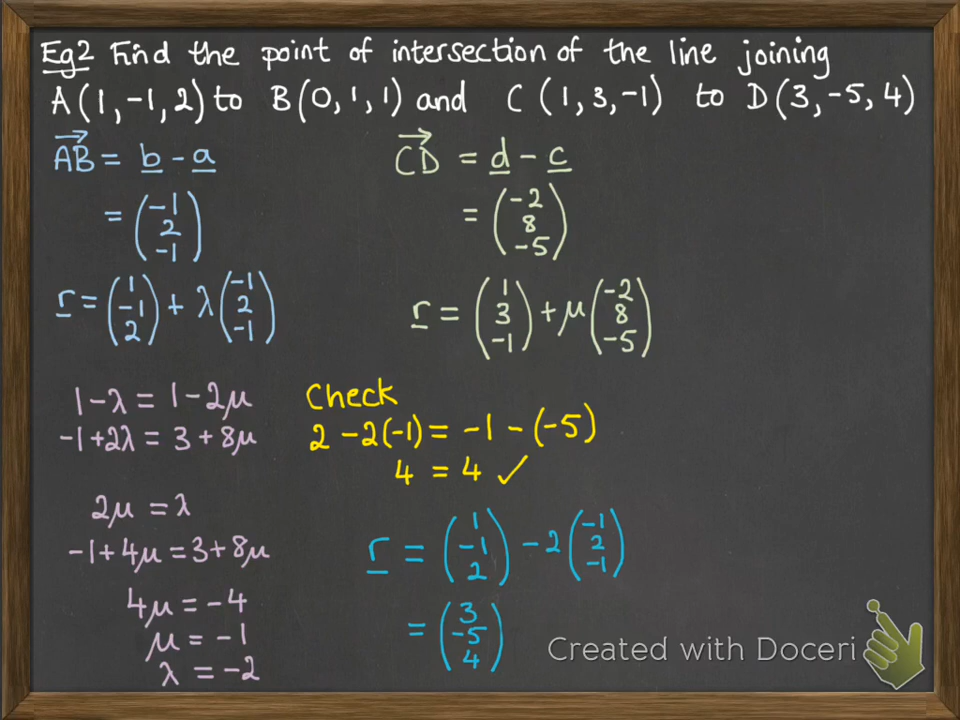 Eg2 Find the point of intersection of the line joining
A(1,-1,2) to B(0,1,1) and C (1,3,-1) to D(3,-5,4)
→AB = b - a
= (-1 2 -1)
r = (1 -1 2) + λ(-1 2 -1)
→CD = d - c
= (-2 8 -5)
r = (1 3 -1) + μ(-2 8 -5)
1-λ = 1-2μ
-1+2λ = 3+8μ
2μ = λ
-1+4μ = 3+8μ
4μ = -4
μ = -1
λ = -2
Check
2 -2(-1) = -1 -(-5)
4 = 4 ✓
r = (1 -1 2) -2(-1 2 -1)
= (3 -5 4)
Created with Doceri